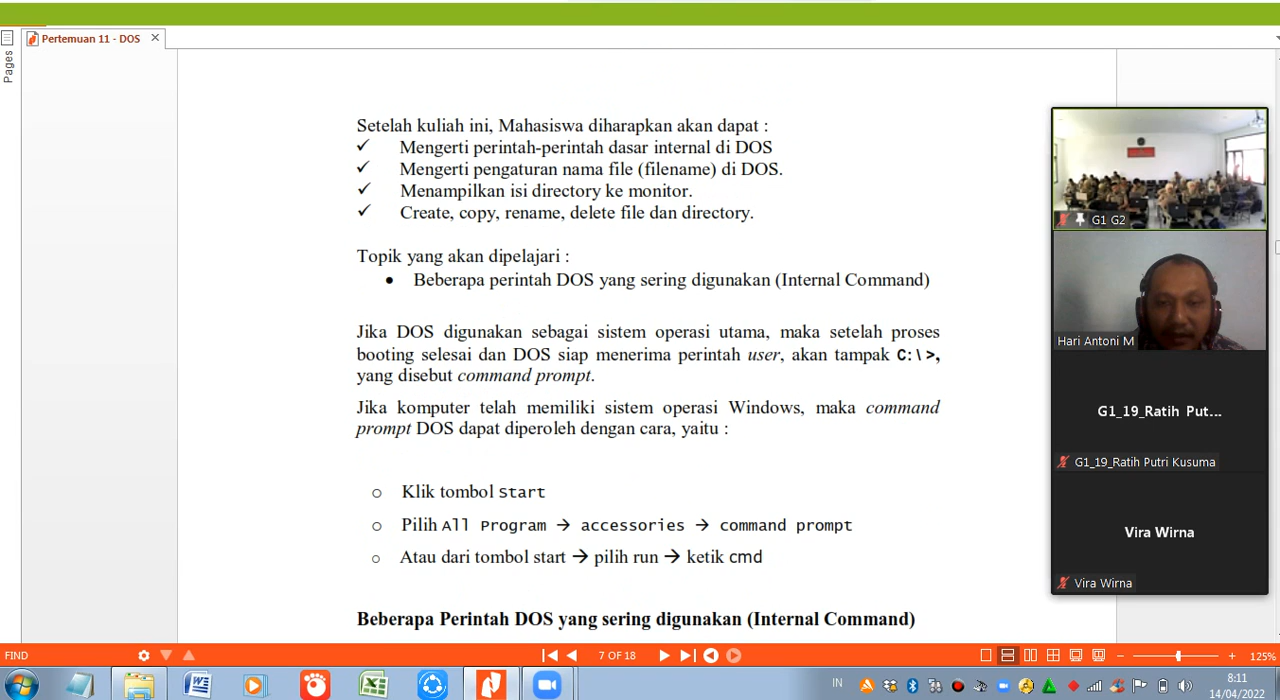 Pertemuan 11 - DOS
Pages
Setelah kuliah ini, Mahasiswa diharapkan akan dapat :
✓ Mengerti perintah-perintah dasar internal di DOS
✓ Mengerti pengaturan nama file (filename) di DOS.
✓ Menampilkan isi directory ke monitor.
✓ Create, copy, rename, delete file dan directory.
Topik yang akan dipelajari :
• Beberapa perintah DOS yang sering digunakan (Internal Command)
Jika DOS digunakan sebagai sistem operasi utama, maka setelah proses
booting selesai dan DOS siap menerima perintah user, akan tampak C:\>,
yang disebut command prompt.
Jika komputer telah memiliki sistem operasi Windows, maka command
prompt DOS dapat diperoleh dengan cara, yaitu :
o Klik tombol Start
o Pilih All Program → accessories → command prompt
o Atau dari tombol start → pilih run → ketik cmd
Beberapa Perintah DOS yang sering digunakan (Internal Command)
G1 G2
Hari Antoni M
G1_19_Ratih Put...
G1_19_Ratih Putri Kusuma
Vira Wirna
Vira Wirna
FIND
7 OF 18
125%
IN
8:11
14/04/2022